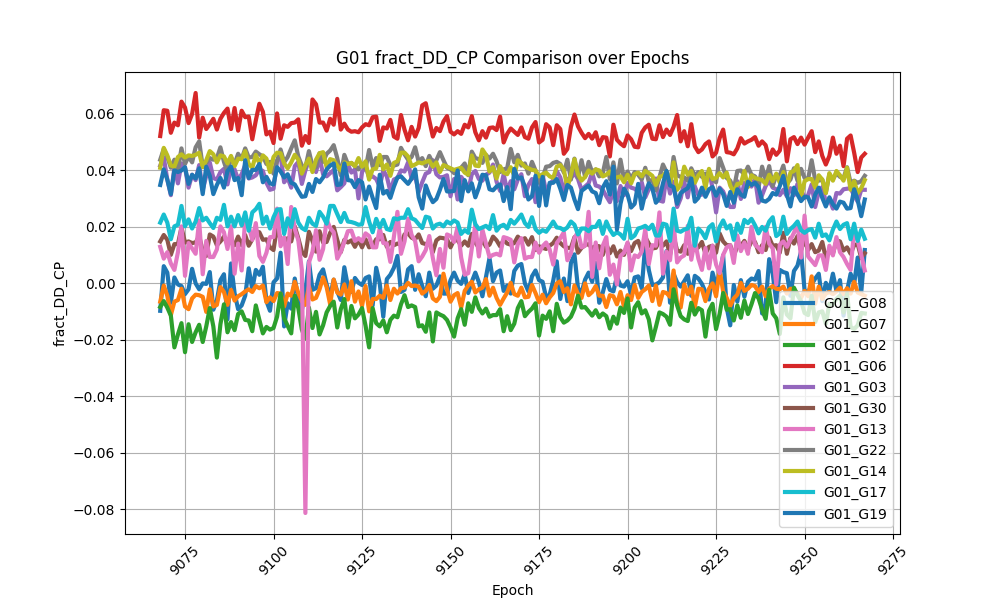 G01 fract_DD_CP Comparison over Epochs
fract_DD_CP
0.06
0.04
0.02
0.00
−0.02
−0.04
−0.06
−0.08
9075
9100
9125
9150
9175
9200
9225
9250
9275
Epoch
G01_G08
G01_G07
G01_G02
G01_G06
G01_G03
G01_G30
G01_G13
G01_G22
G01_G14
G01_G17
G01_G19